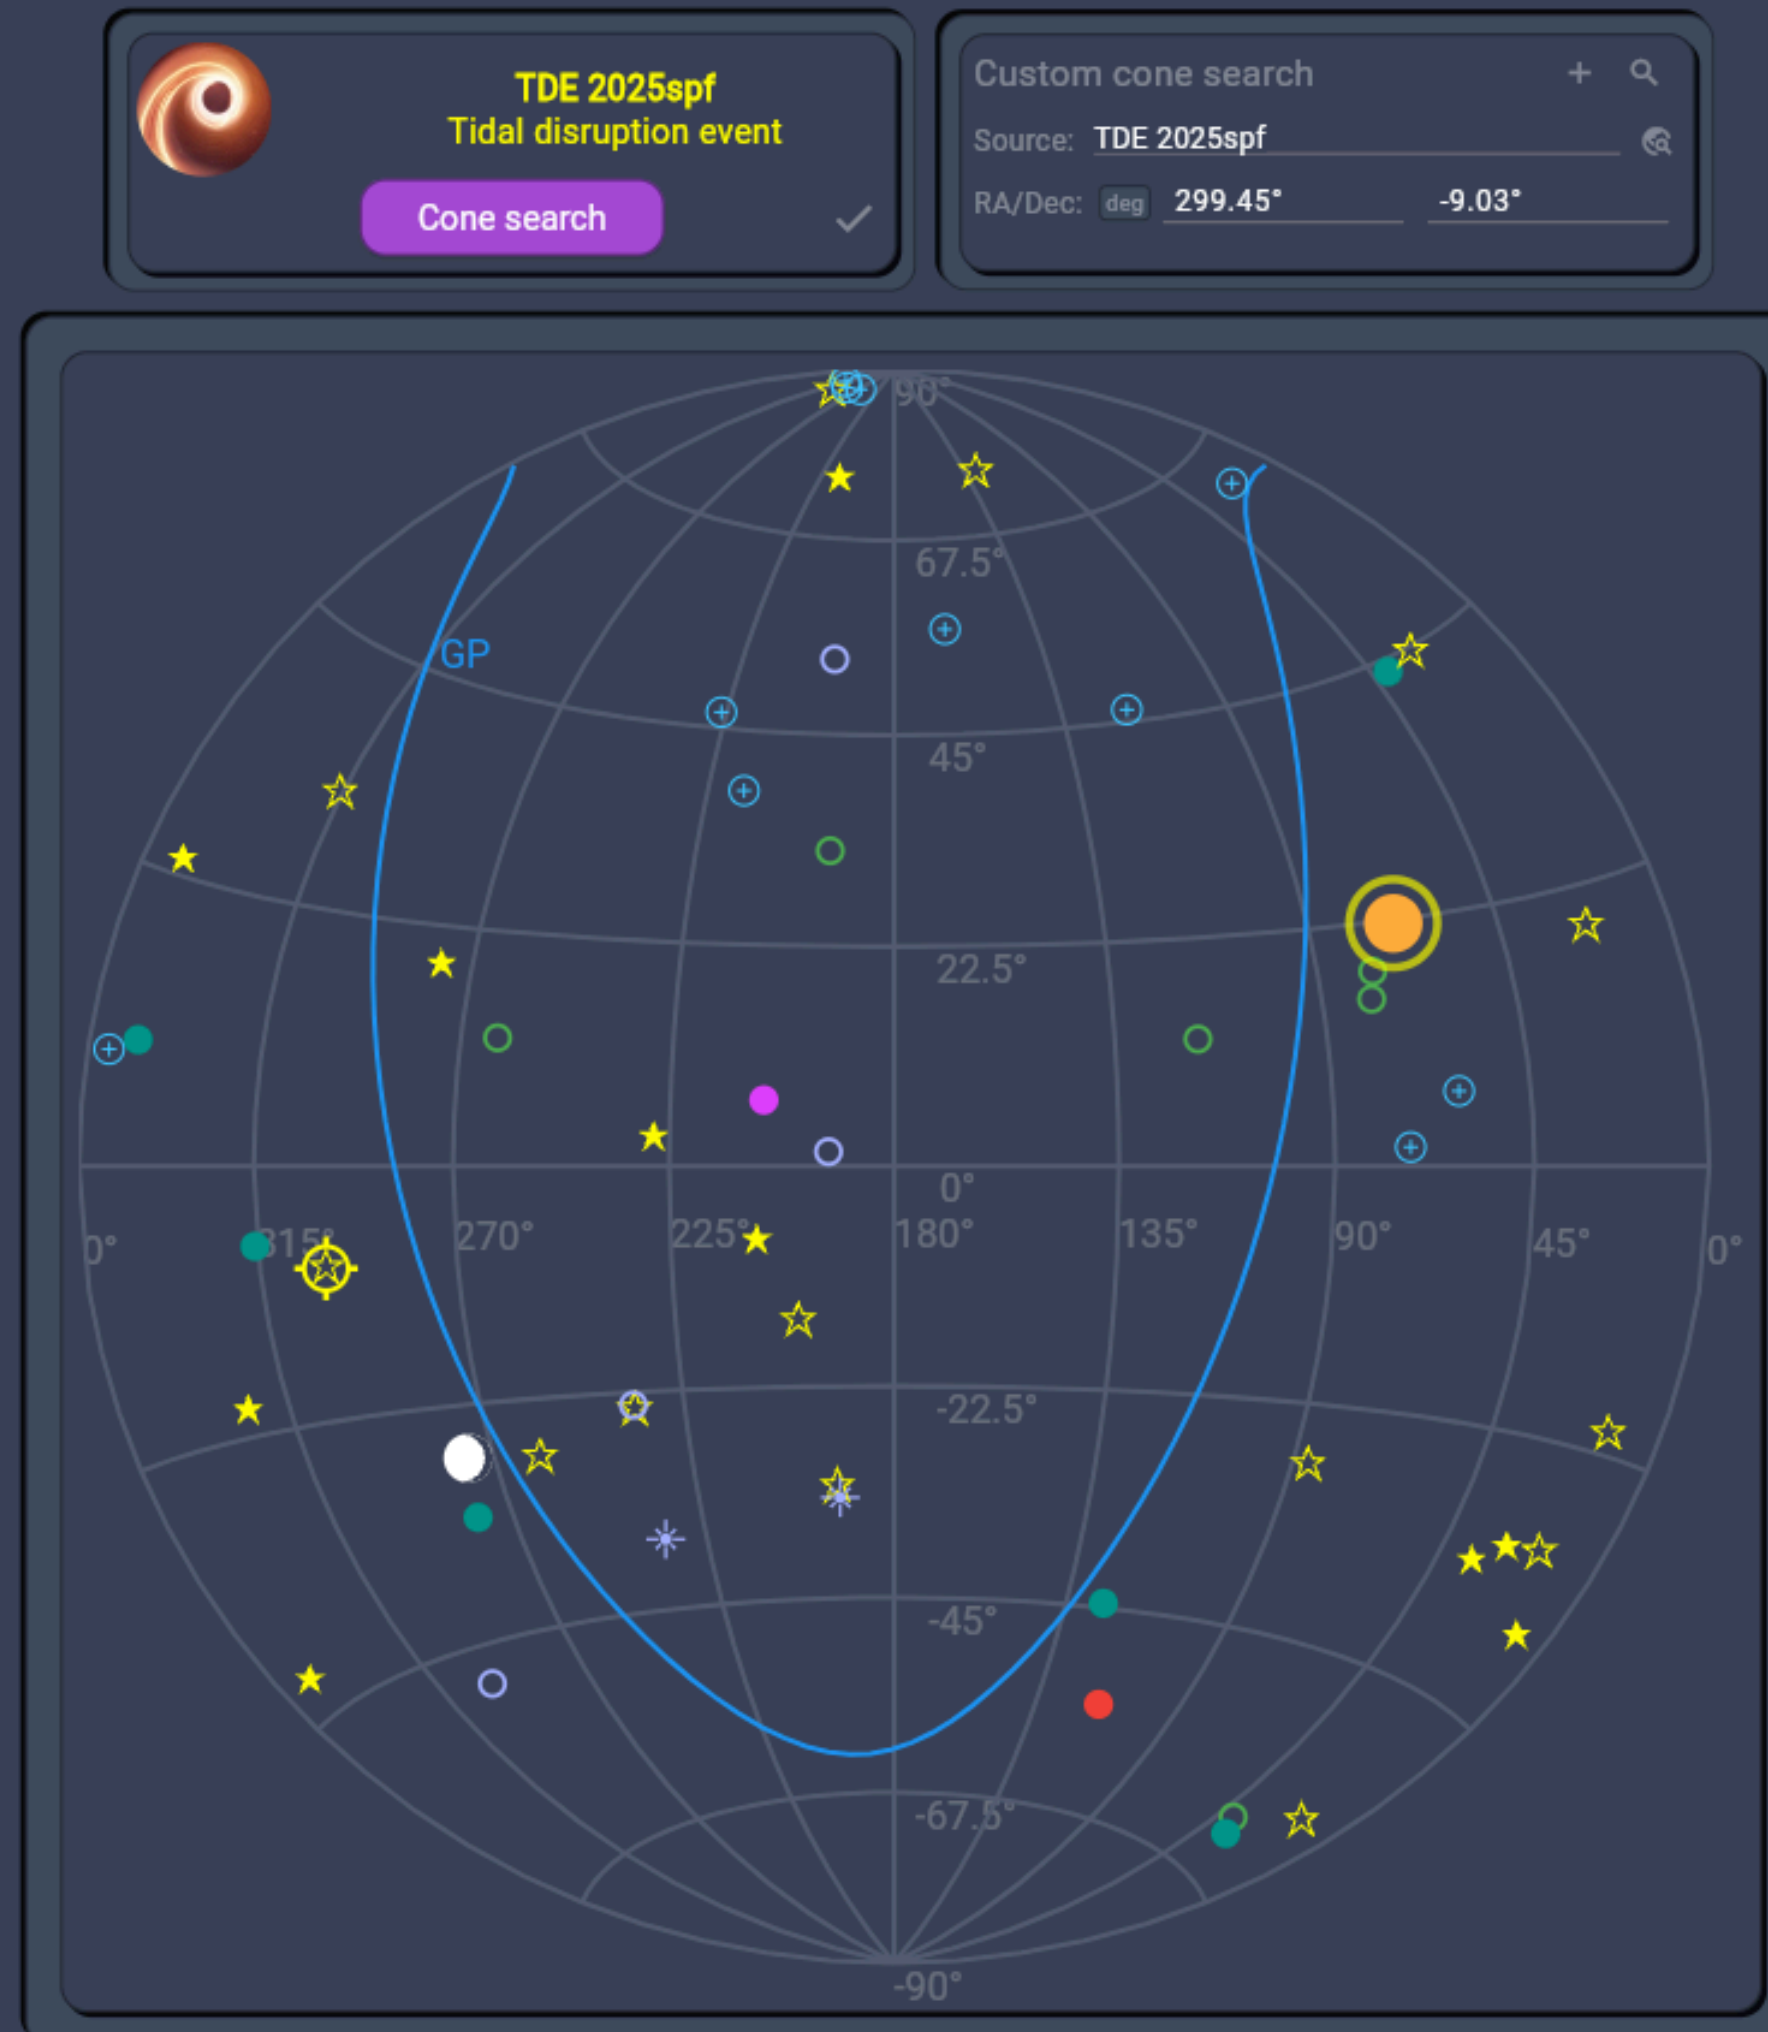 TDE 2025spf
Tidal disruption event
Cone search
Custom cone search
Source: TDE 2025spf
RA/Dec: deg 299.45° -9.03°
90°
67.5°
GP
45°
22.5°
0°
0° 315° 270° 225° 180° 135° 90° 45° 0°
-22.5°
-45°
-67.5°
-90°